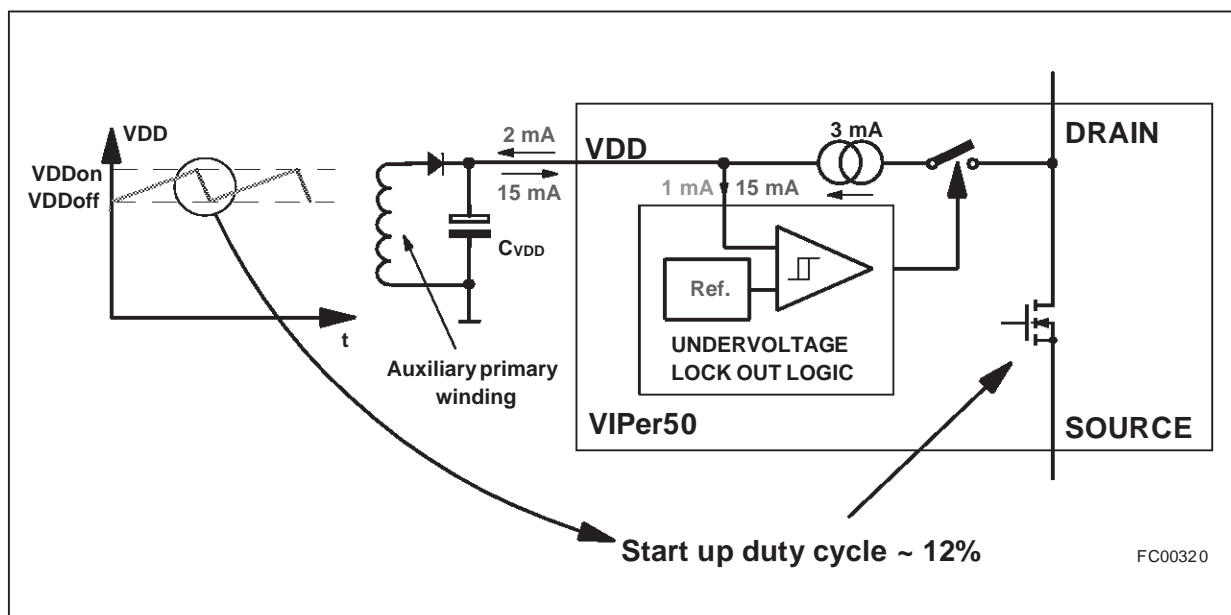 VDD
VDDon
VDDoff
t
2 mA
15 mA
CVDD
Auxiliary primary
winding
VDD
1 mA 15 mA
3 mA
DRAIN
Ref.
UNDERVOLTAGE
LOCK OUT LOGIC
VIPer50
SOURCE
Start up duty cycle ~ 12%
FC00320